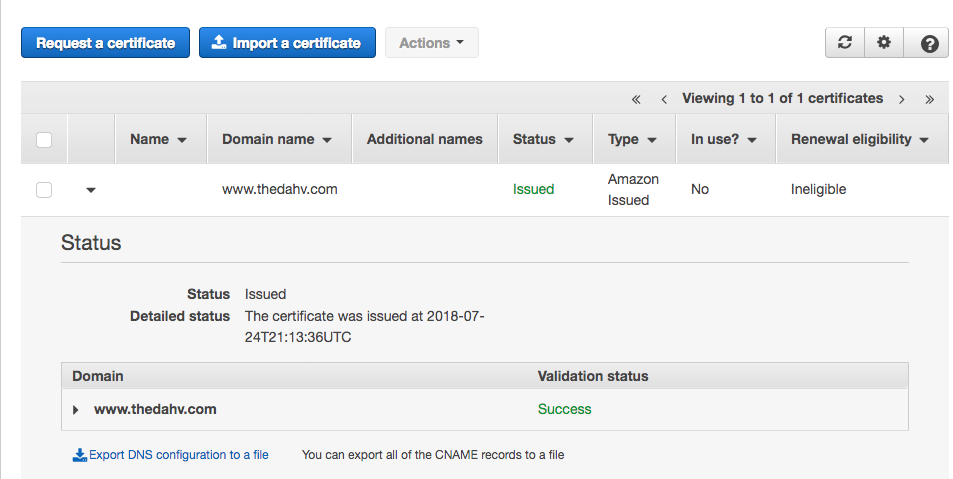 Request a certificate Import a certificate Actions
« ‹ Viewing 1 to 1 of 1 certificates › »
Name Domain name Additional names Status Type In use? Renewal eligibility
www.thedahv.com Issued Amazon Issued No Ineligible
Status
Status Issued
Detailed status The certificate was issued at 2018-07-
24T21:13:36UTC
Domain Validation status
www.thedahv.com Success
Export DNS configuration to a file You can export all of the CNAME records to a file